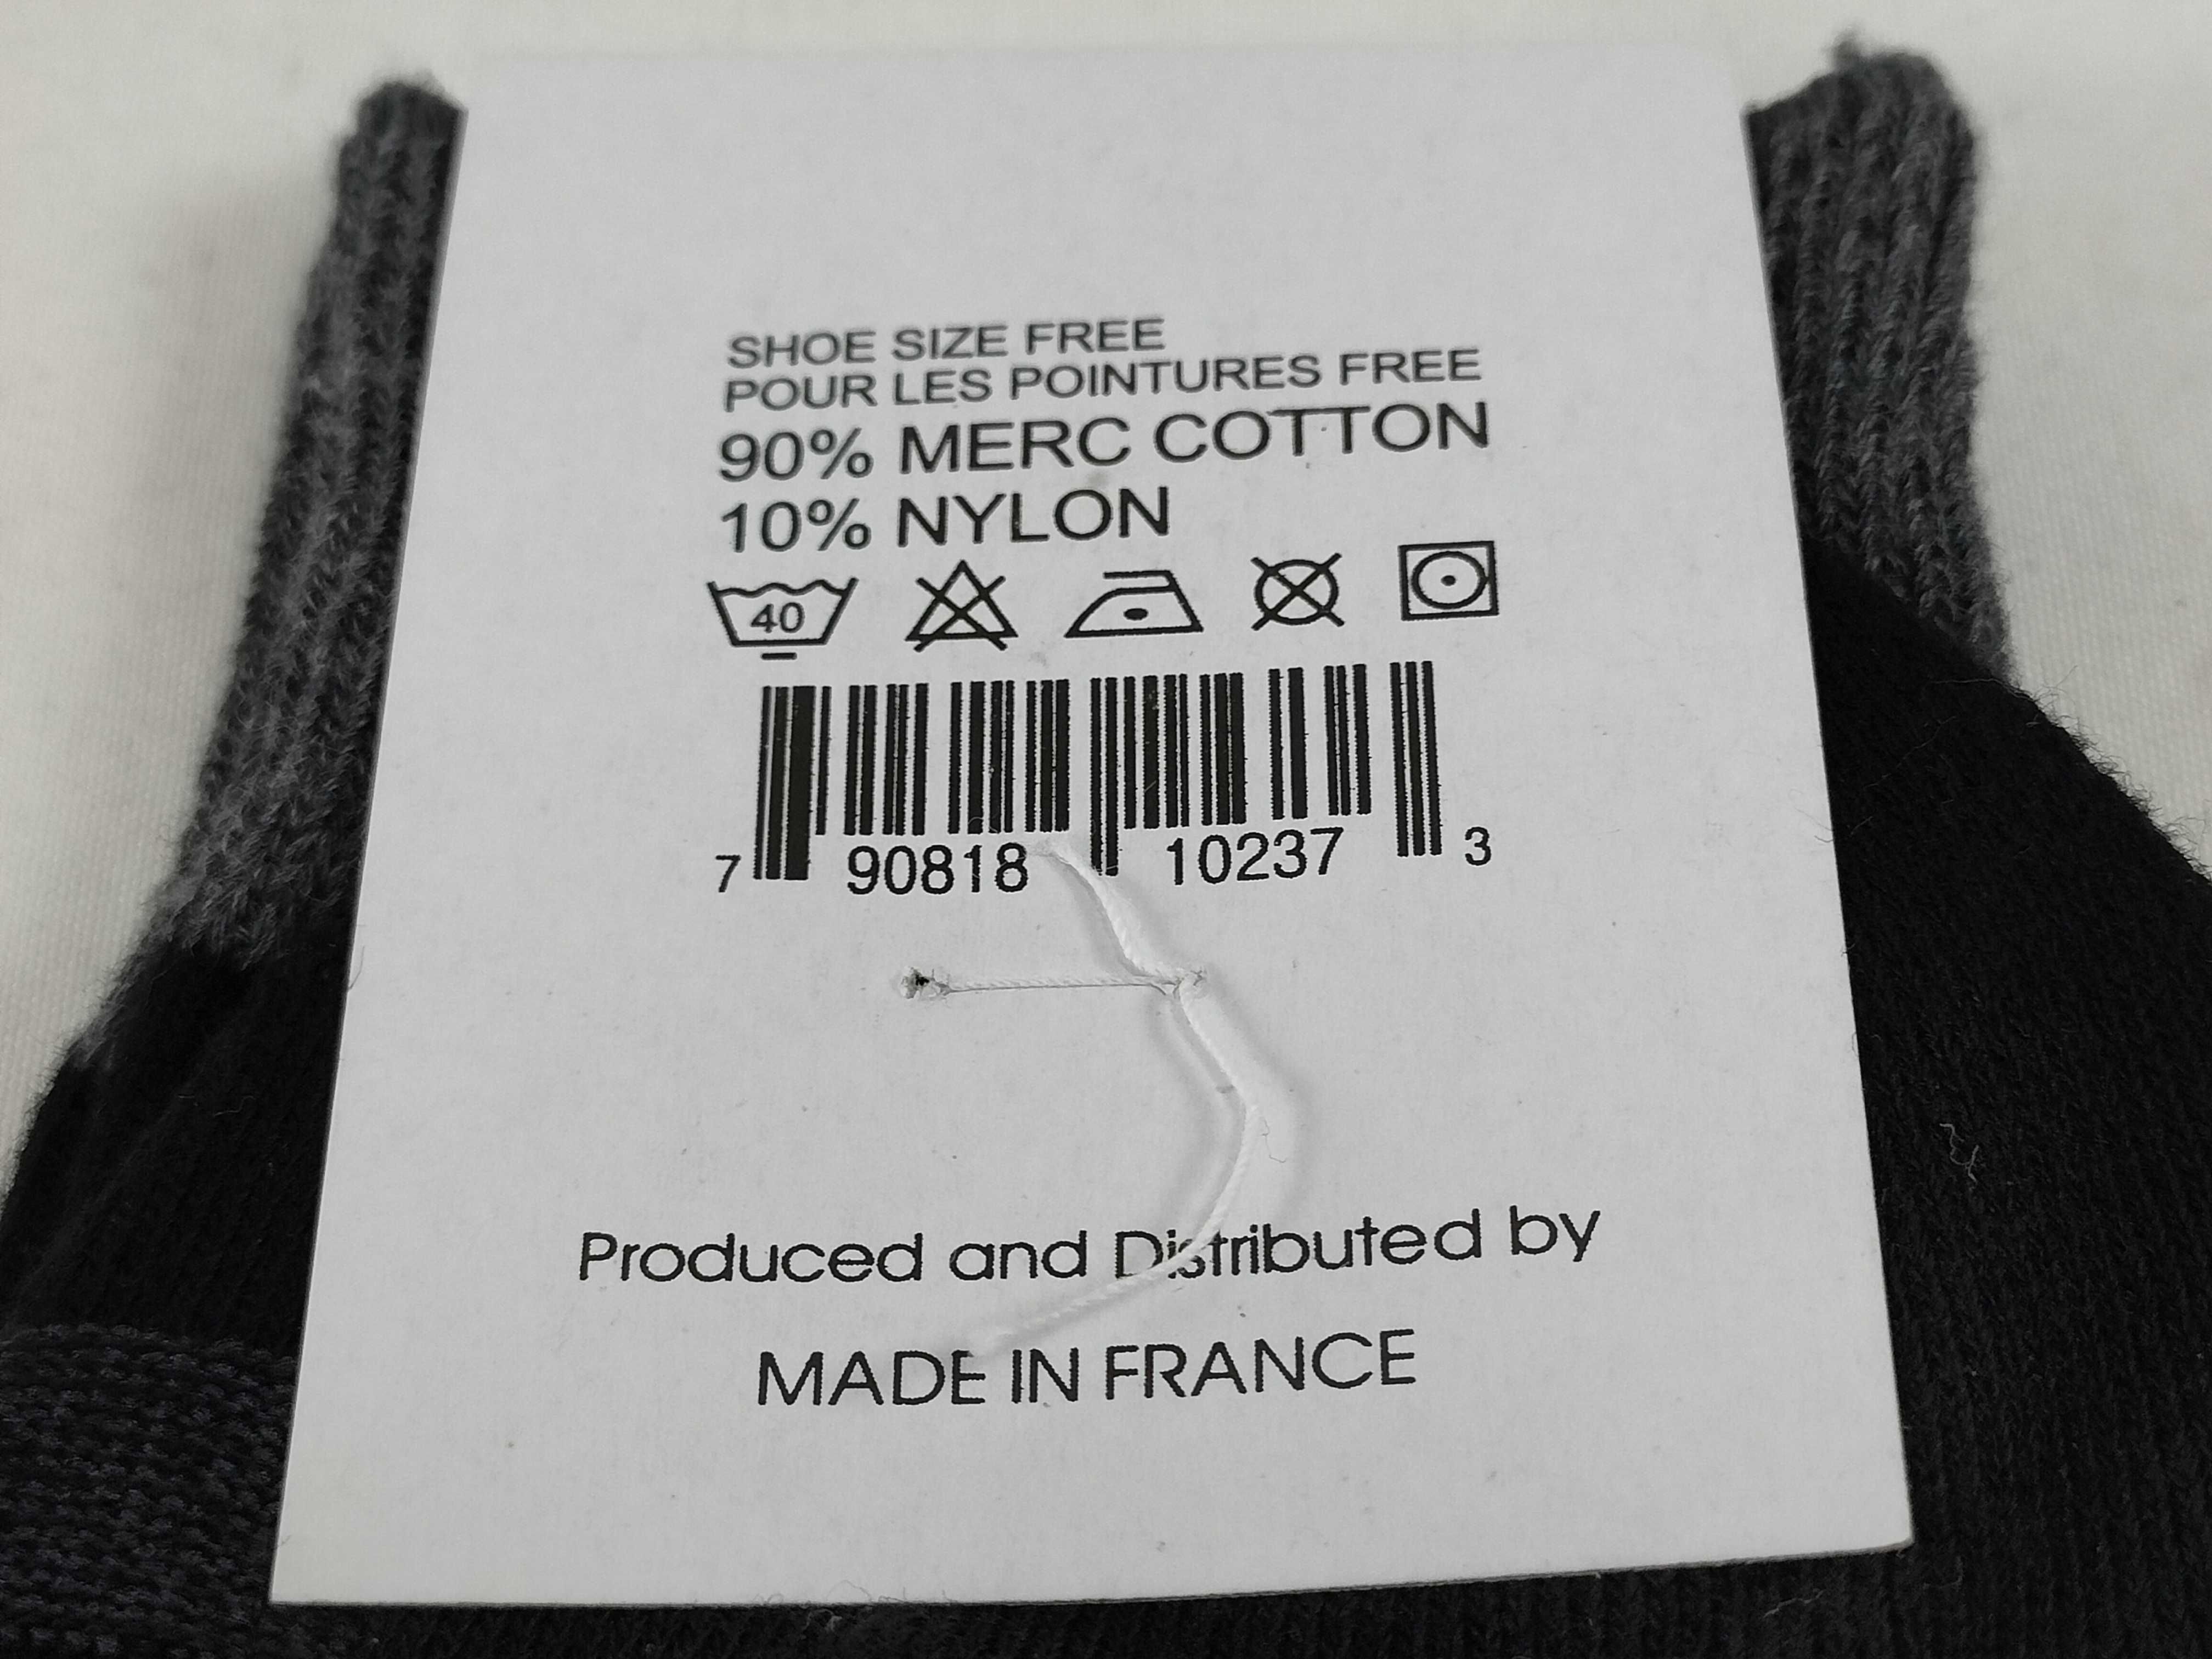 SHOE SIZE FREE
POUR LES POINTURES FREE
90% MERC COTTON
10% NYLON
40
7 90818 10237 3
Produced and Distributed by
MADE IN FRANCE